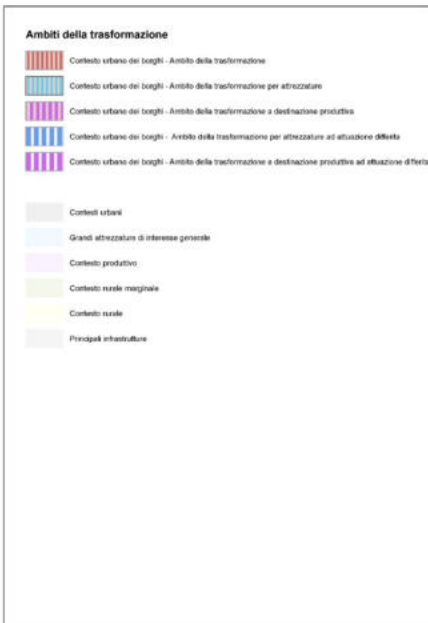 Ambiti della trasformazione
Contesto urbano dei borghi - Ambito della trasformazione
Contesto urbano dei borghi - Ambito della trasformazione per attrezzature
Contesto urbano dei borghi - Ambito della trasformazione a destinazione produttiva
Contesto urbano dei borghi - Ambito della trasformazione per attrezzature ad attuazione differita
Contesto urbano dei borghi - Ambito della trasformazione a destinazione produttiva ad attuazione differita
Contesti urbani
Grandi attrezzature di interesse generale
Contesto produttivo
Contesto rurale marginale
Contesto rurale
Principali infrastrutture